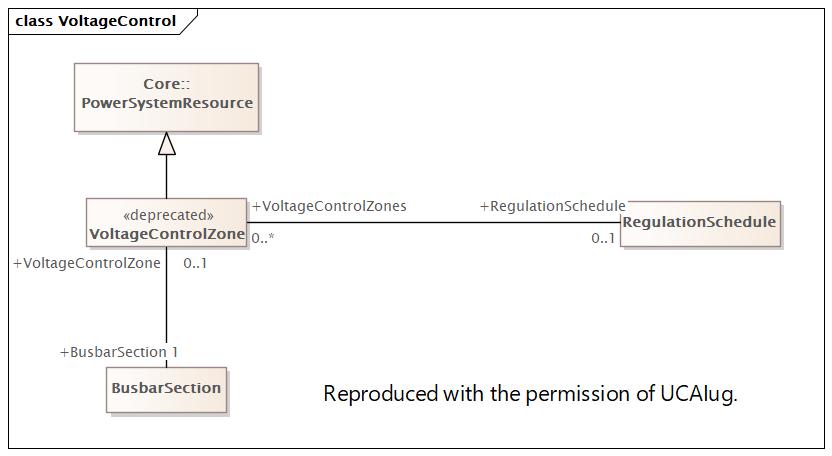 class VoltageControl
Core::
PowerSystemResource
«deprecated»
VoltageControlZone
+VoltageControlZones
+RegulationSchedule
0..*
0..1
RegulationSchedule
+VoltageControlZone
0..1
+BusbarSection 1
BusbarSection
Reproduced with the permission of UCAIug.